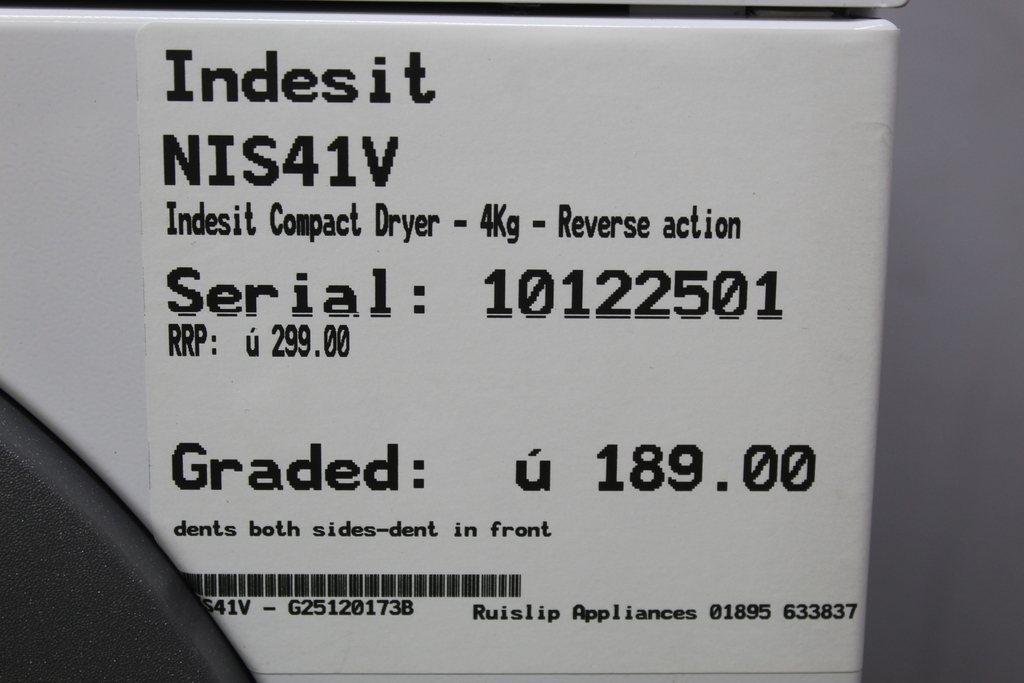 Indesit
NIS41V
Indesit Compact Dryer - 4Kg - Reverse action
Serial: 10122501
RRP: ú 299.00
Graded: ú 189.00
dents both sides-dent in front
S41V - G25120173B
Ruislip Appliances 01895 633837